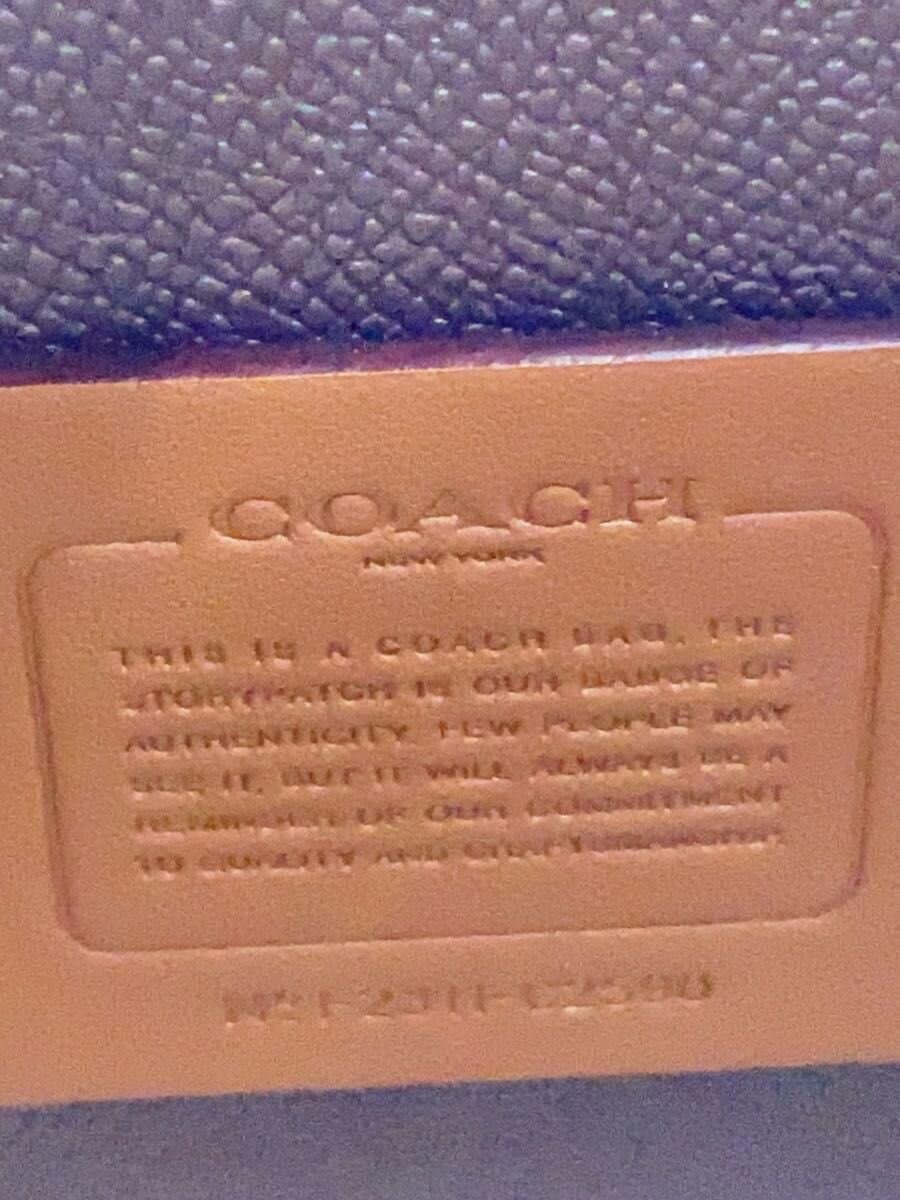 COACH
NEW YORK
THIS IS A COACH BAG. THE
STORYPATCH IS OUR BADGE OF
AUTHENTICITY. FEW PEOPLE MAY
SEE IT, BUT IT WILL ALWAYS BE A
REMINDER OF OUR COMMITMENT
TO QUALITY AND CRAFTSMANSHIP.